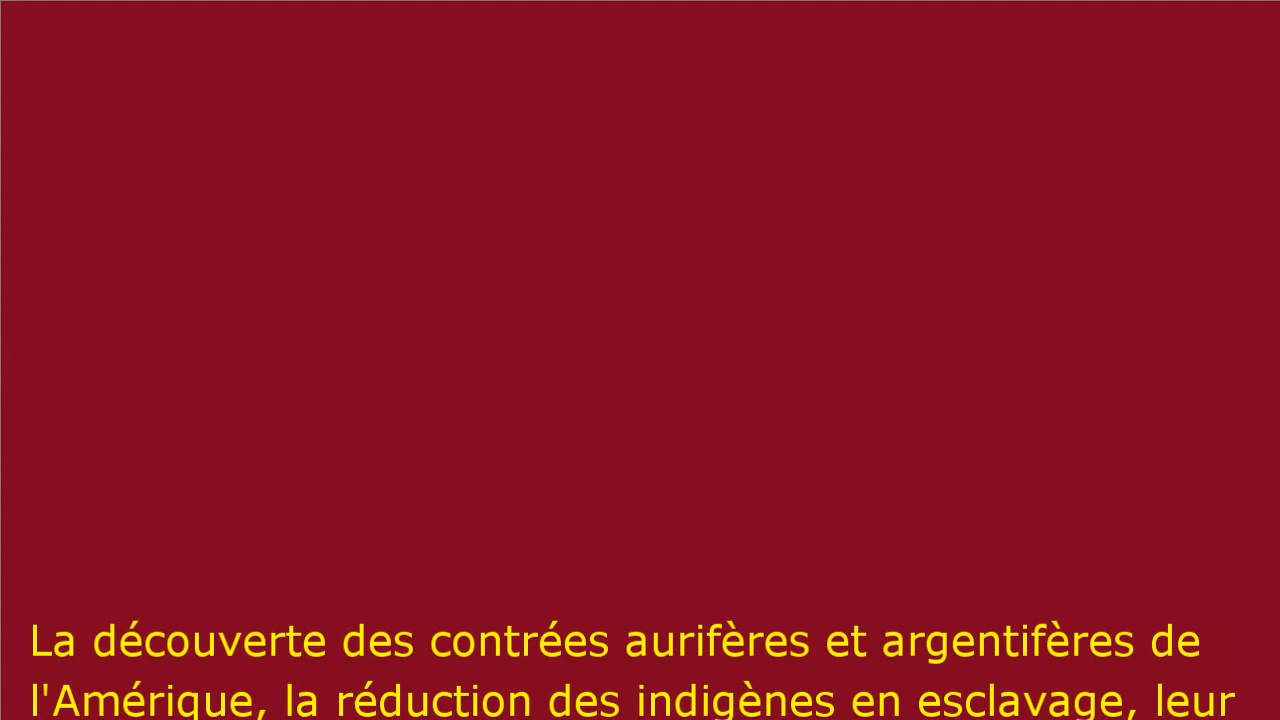 La découverte des contrées aurifères et argentifères de
l'Amérique, la réduction des indigènes en esclavage, leur